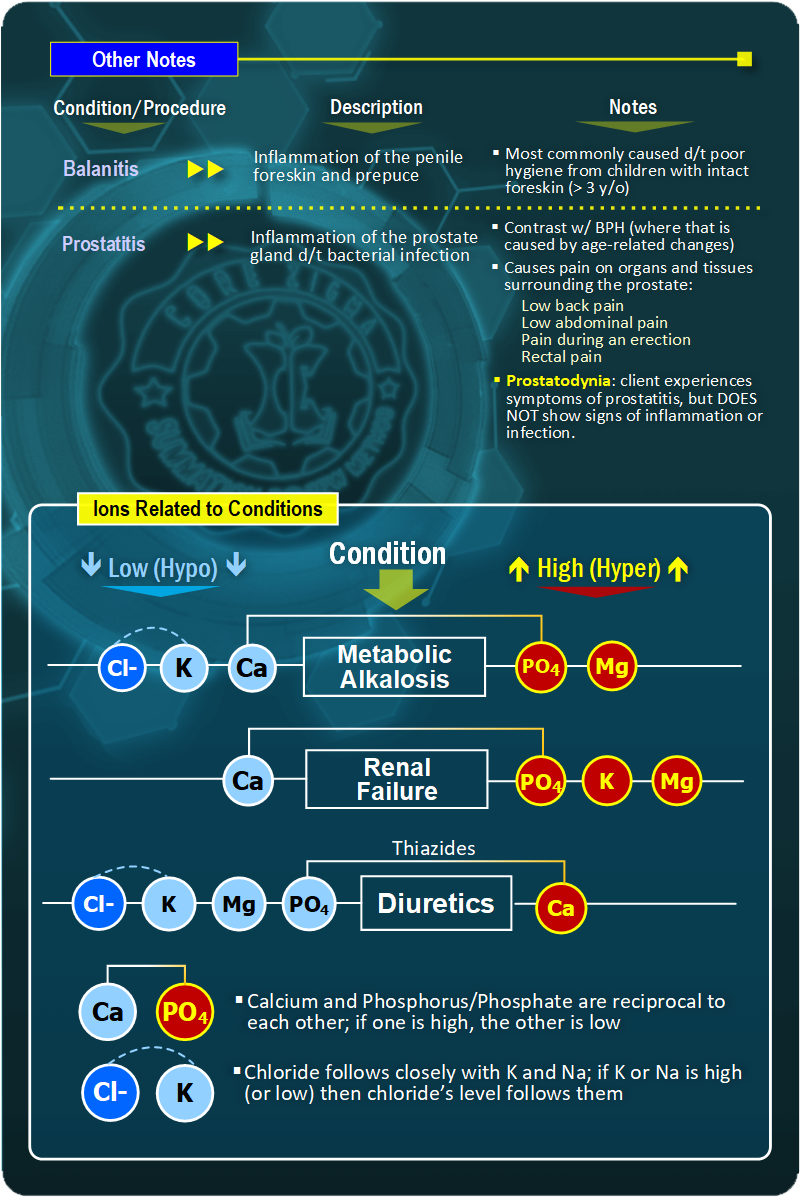 Other Notes
Condition/Procedure
Description
Notes
Balanitis
Inflammation of the penile
foreskin and prepuce
▪ Most commonly caused d/t poor
hygiene from children with intact
foreskin (> 3 y/o)
Prostatitis
Inflammation of the prostate
gland d/t bacterial infection
▪ Contrast w/ BPH (where that is
caused by age-related changes)
▪ Causes pain on organs and tissues
surrounding the prostate:
Low back pain
Low abdominal pain
Pain during an erection
Rectal pain
▪ Prostatodynia: client experiences
symptoms of prostatitis, but DOES
NOT show signs of inflammation or
infection.
Ions Related to Conditions
Low (Hypo)
Condition
High (Hyper)
Cl- K Ca
Metabolic
Alkalosis
PO₄ Mg
Ca
Renal
Failure
PO₄ K Mg
Thiazides
Cl- K Mg PO₄
Diuretics
Ca
Ca PO₄
▪ Calcium and Phosphorus/Phosphate are reciprocal to
each other; if one is high, the other is low
Cl- K
▪ Chloride follows closely with K and Na; if K or Na is high
(or low) then chloride’s level follows them